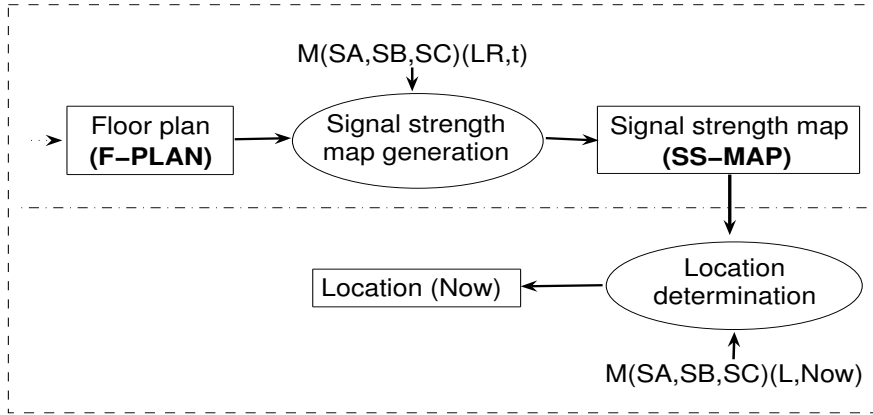 M(SA,SB,SC)(LR,t)
Floor plan
(F−PLAN)
Signal strength
map generation
Signal strength map
(SS−MAP)
Location
determination
Location (Now)
M(SA,SB,SC)(L,Now)